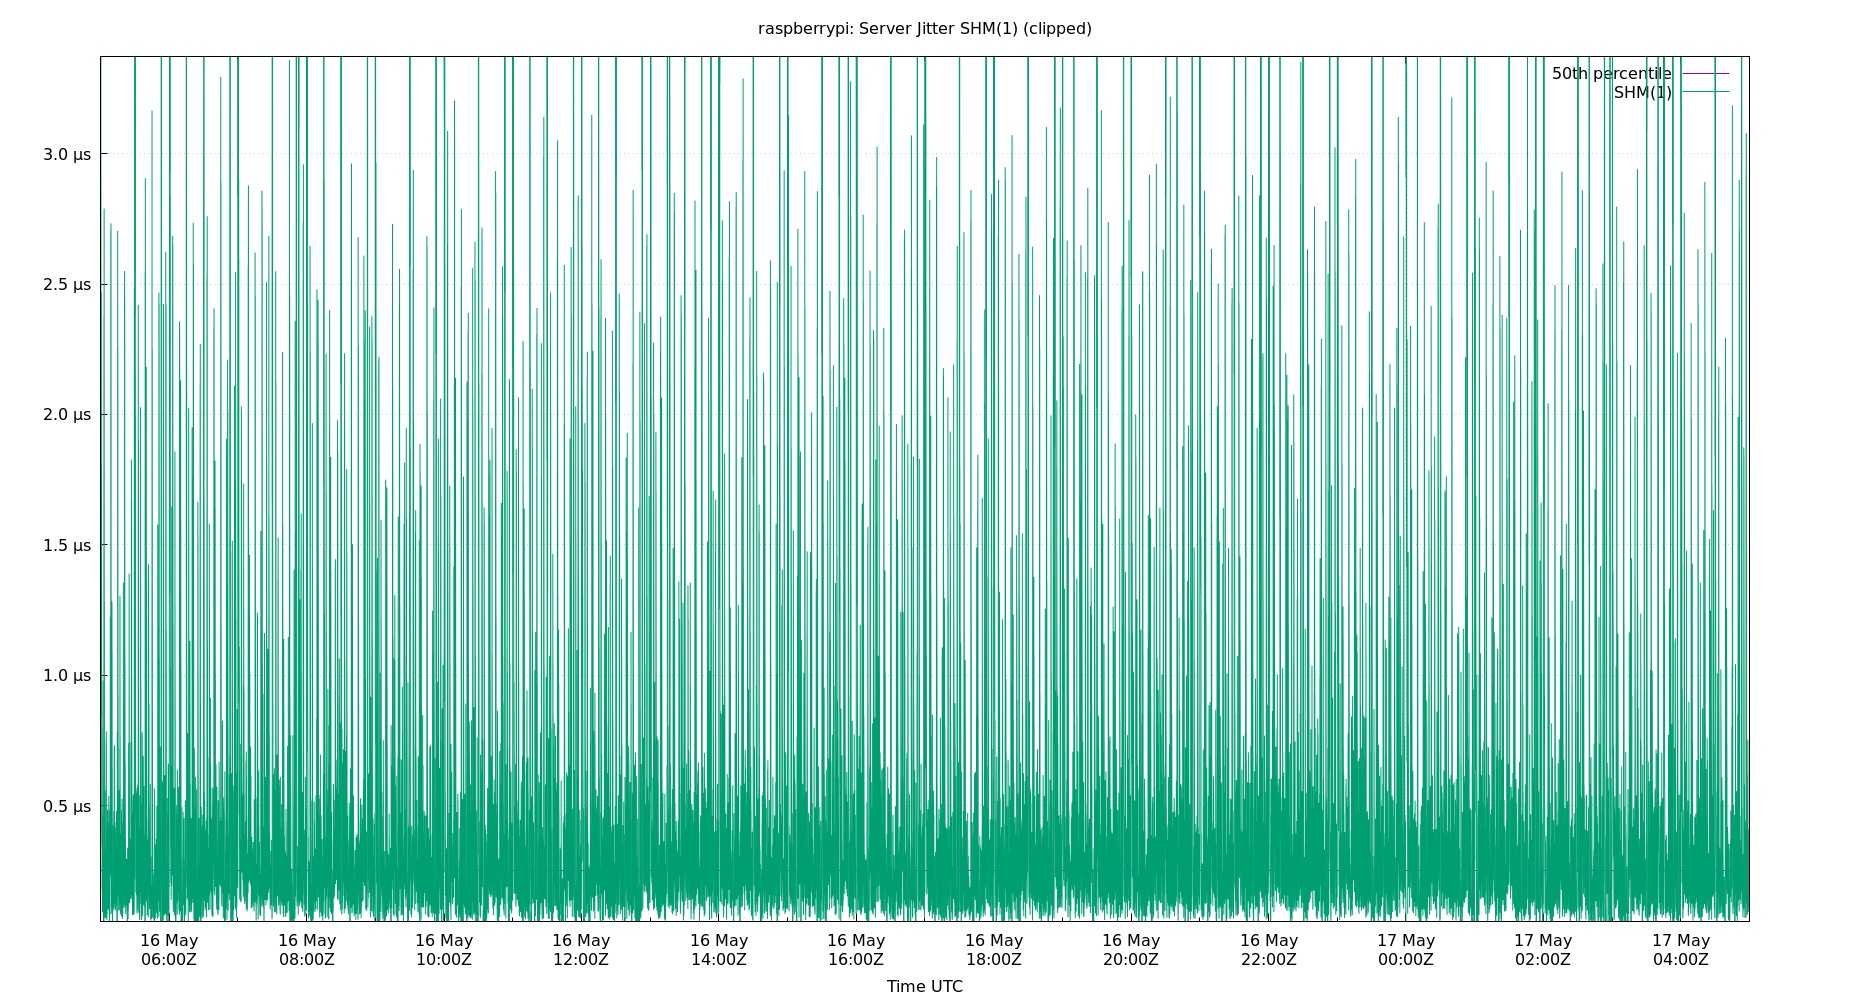 raspberrypi: Server Jitter SHM(1) (clipped)
50th percentile
SHM(1)
3.0 µs
2.5 µs
2.0 µs
1.5 µs
1.0 µs
0.5 µs
16 May 16 May 16 May 16 May 16 May 16 May 16 May 16 May 16 May 17 May 17 May 17 May
06:00Z 08:00Z 10:00Z 12:00Z 14:00Z 16:00Z 18:00Z 20:00Z 22:00Z 00:00Z 02:00Z 04:00Z
Time UTC